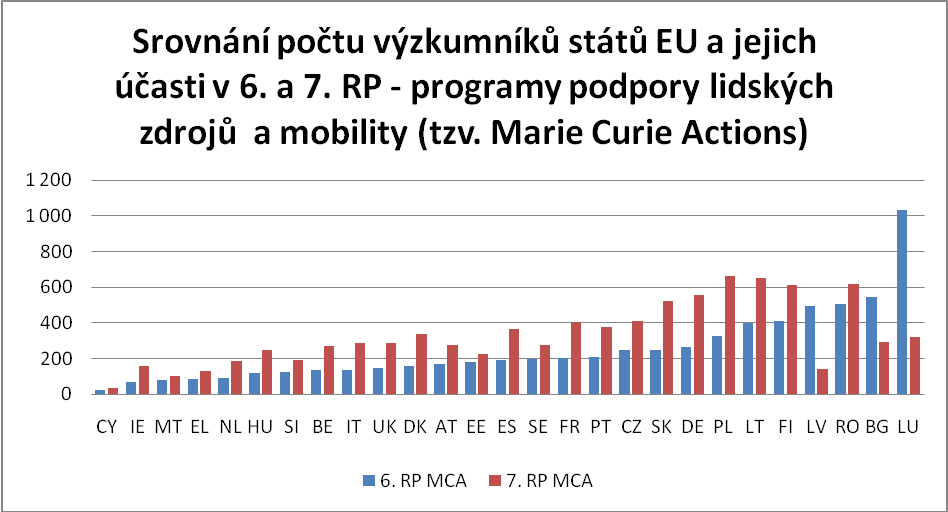 Srovnání počtu výzkumníků států EU a jejich
účasti v 6. a 7. RP - programy podpory lidských
zdrojů  a mobility (tzv. Marie Curie Actions)
1 200
1 000
800
600
400
200
0
CY IE MT EL NL HU SI BE IT UK DK AT EE ES SE FR PT CZ SK DE PL LT FI LV RO BG LU
6. RP MCA 7. RP MCA